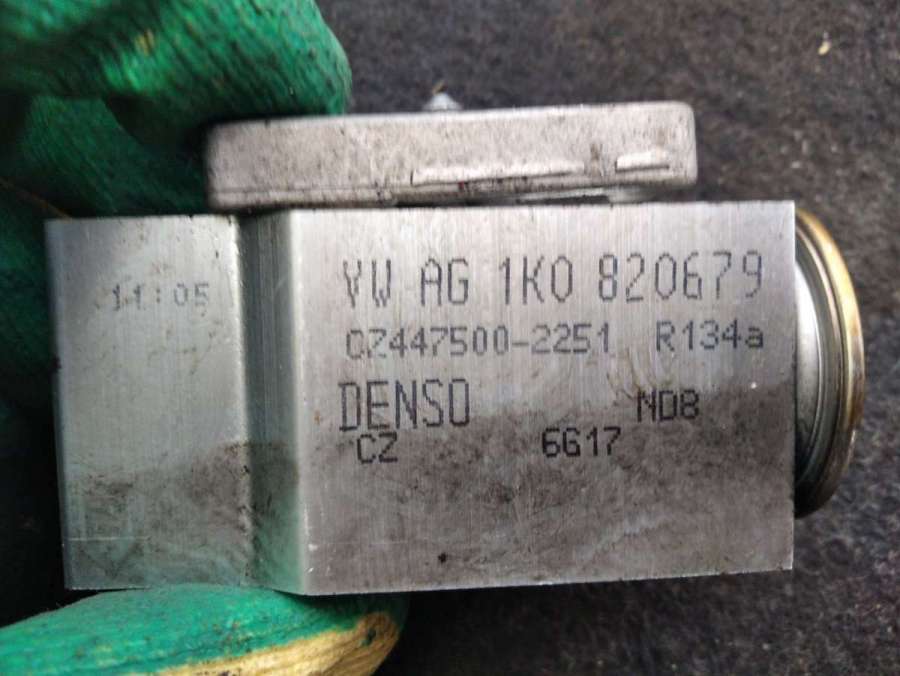 11:05
VW AG 1K0 820679
CZ447500-2251 R134a
DENSO ND8
CZ 6G17